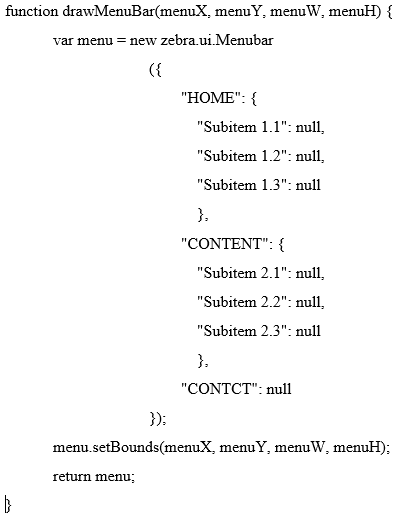 function drawMenuBar(menuX, menuY, menuW, menuH) {
var menu = new zebra.ui.Menubar
({
"HOME": {
"Subitem 1.1": null,
"Subitem 1.2": null,
"Subitem 1.3": null
},
"CONTENT": {
"Subitem 2.1": null,
"Subitem 2.2": null,
"Subitem 2.3": null
},
"CONTCT": null
});
menu.setBounds(menuX, menuY, menuW, menuH);
return menu;
}